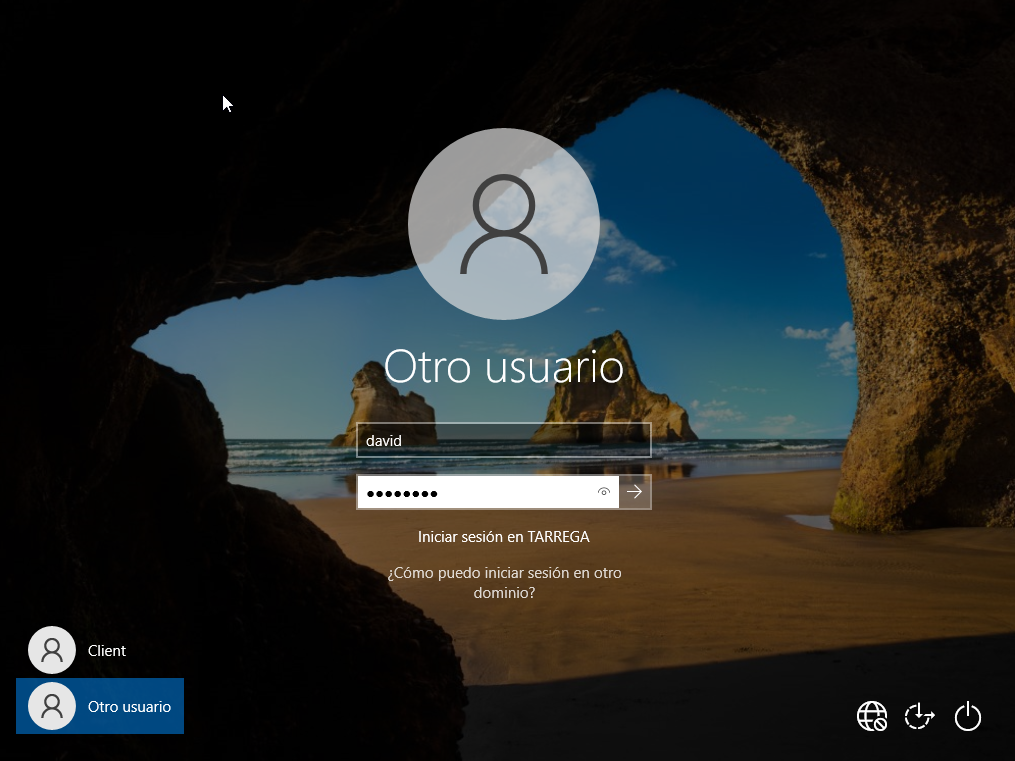 Otro usuario
david
Iniciar sesión en TARREGA
¿Cómo puedo iniciar sesión en otro
dominio?
Client
Otro usuario